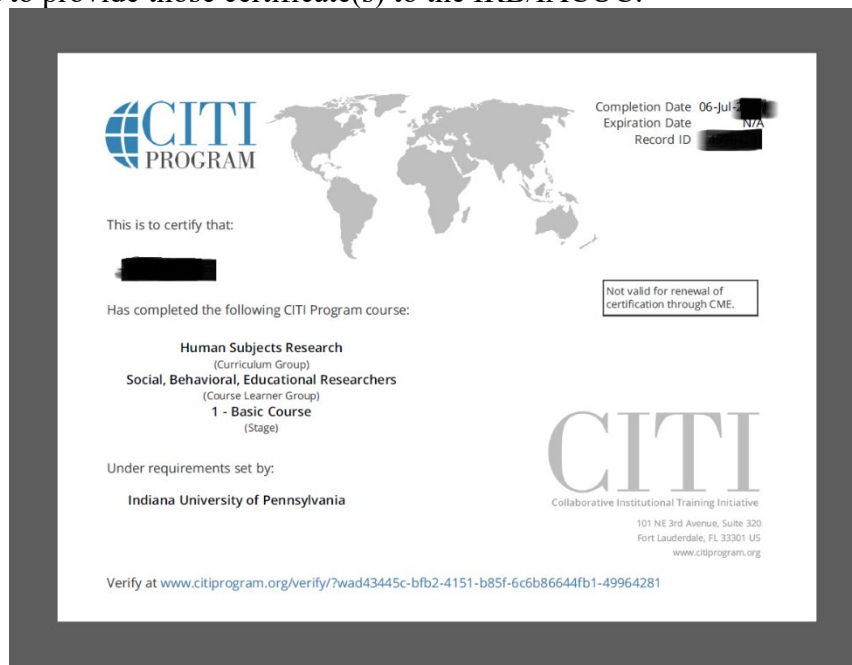 to provide those certificate(s) to the IRB/IACUC.
CITI
PROGRAM
Completion Date 06-Jul-2
Expiration Date N/A
Record ID
This is to certify that:
Not valid for renewal of
certification through CME.
Has completed the following CITI Program course:
Human Subjects Research
(Curriculum Group)
Social, Behavioral, Educational Researchers
(Course Learner Group)
1 - Basic Course
(Stage)
Under requirements set by:
Indiana University of Pennsylvania
CITI
Collaborative Institutional Training Initiative
101 NE 3rd Avenue, Suite 320
Fort Lauderdale, FL 33301 US
www.citiprogram.org
Verify at www.citiprogram.org/verify/?wad43445c-bfb2-4151-b85f-6c6b86644fb1-49964281